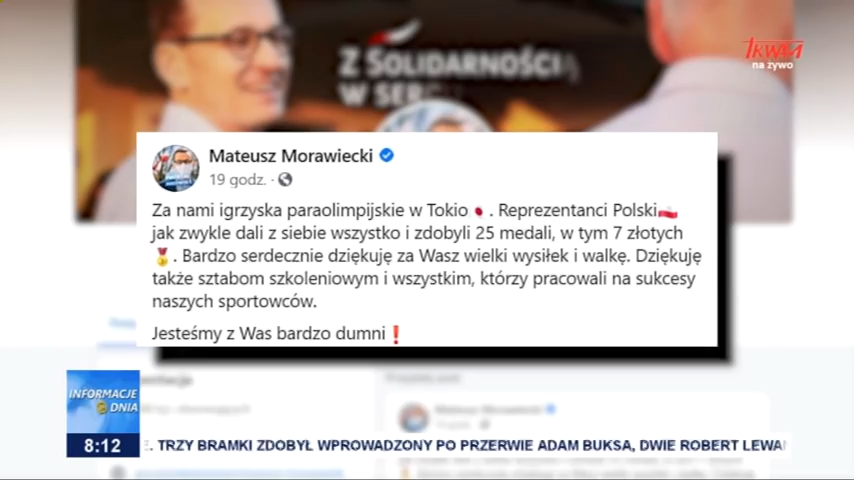 TRWAM
na żywo
Z SOLIDARNOŚCIĄ
W SERCU
Mateusz Morawiecki
19 godz. ·
Za nami igrzyska paraolimpijskie w Tokio 🇯🇵. Reprezentanci Polski🇵🇱
jak zwykle dali z siebie wszystko i zdobyli 25 medali, w tym 7 złotych
🥇. Bardzo serdecznie dziękuję za Wasz wielki wysiłek i walkę. Dziękuję
także sztabom szkoleniowym i wszystkim, którzy pracowali na sukcesy
naszych sportowców.
Jesteśmy z Was bardzo dumni❗
Mateusz Morawiecki
INFORMACJE
DNIA
8:12
E. TRZY BRAMKI ZDOBYŁ WPROWADZONY PO PRZERWIE ADAM BUKSA, DWIE ROBERT LEWAN